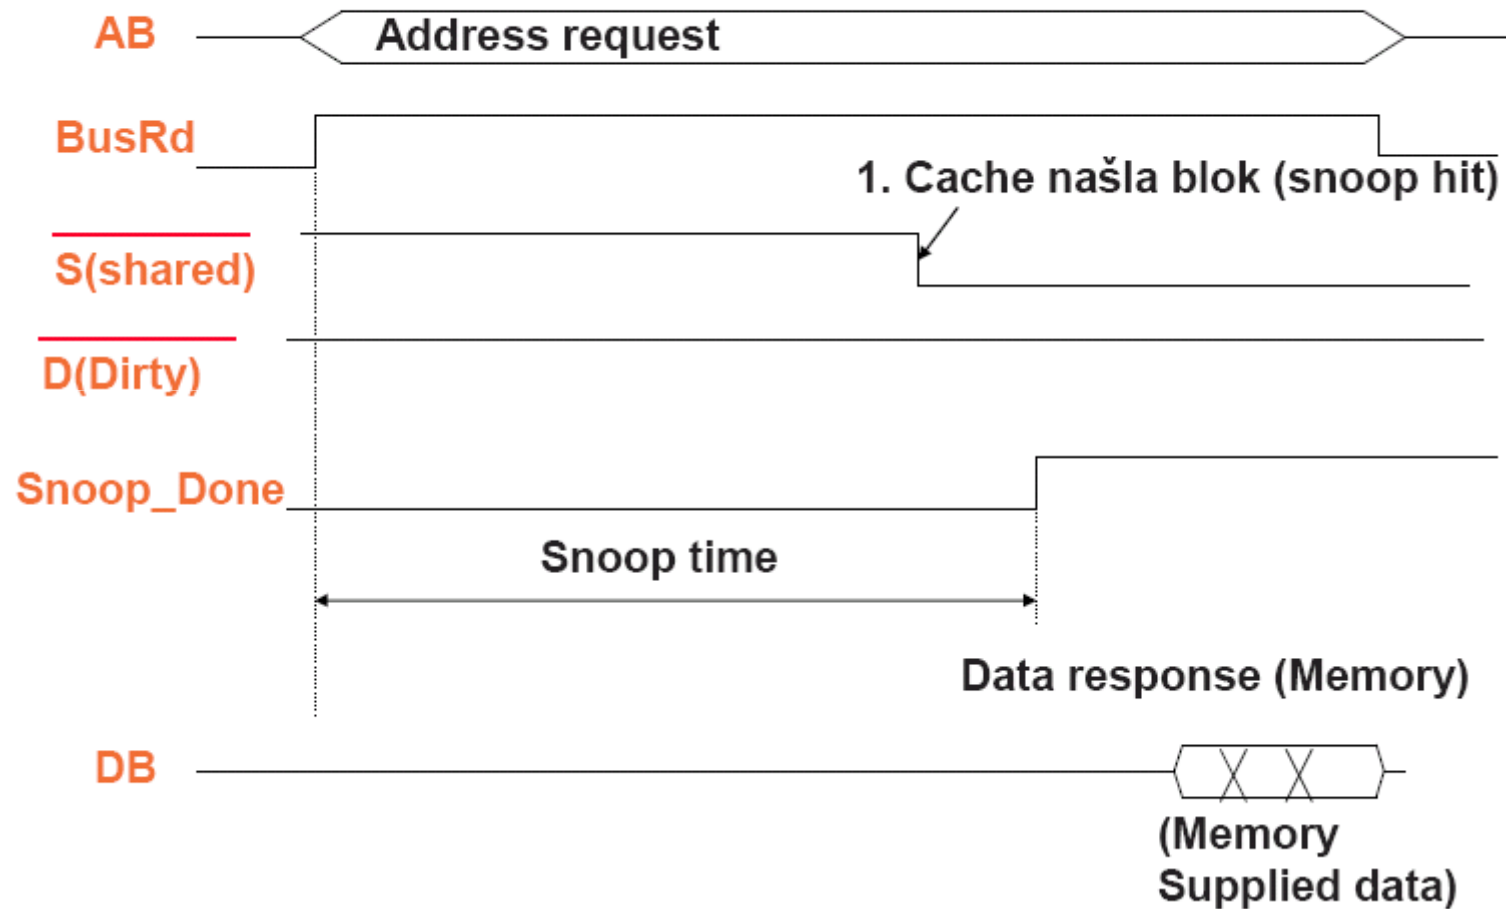 AB
Address request
BusRd
1. Cache našla blok (snoop hit)
S(shared)
D(Dirty)
Snoop_Done
Snoop time
Data response (Memory)
DB
(Memory
Supplied data)